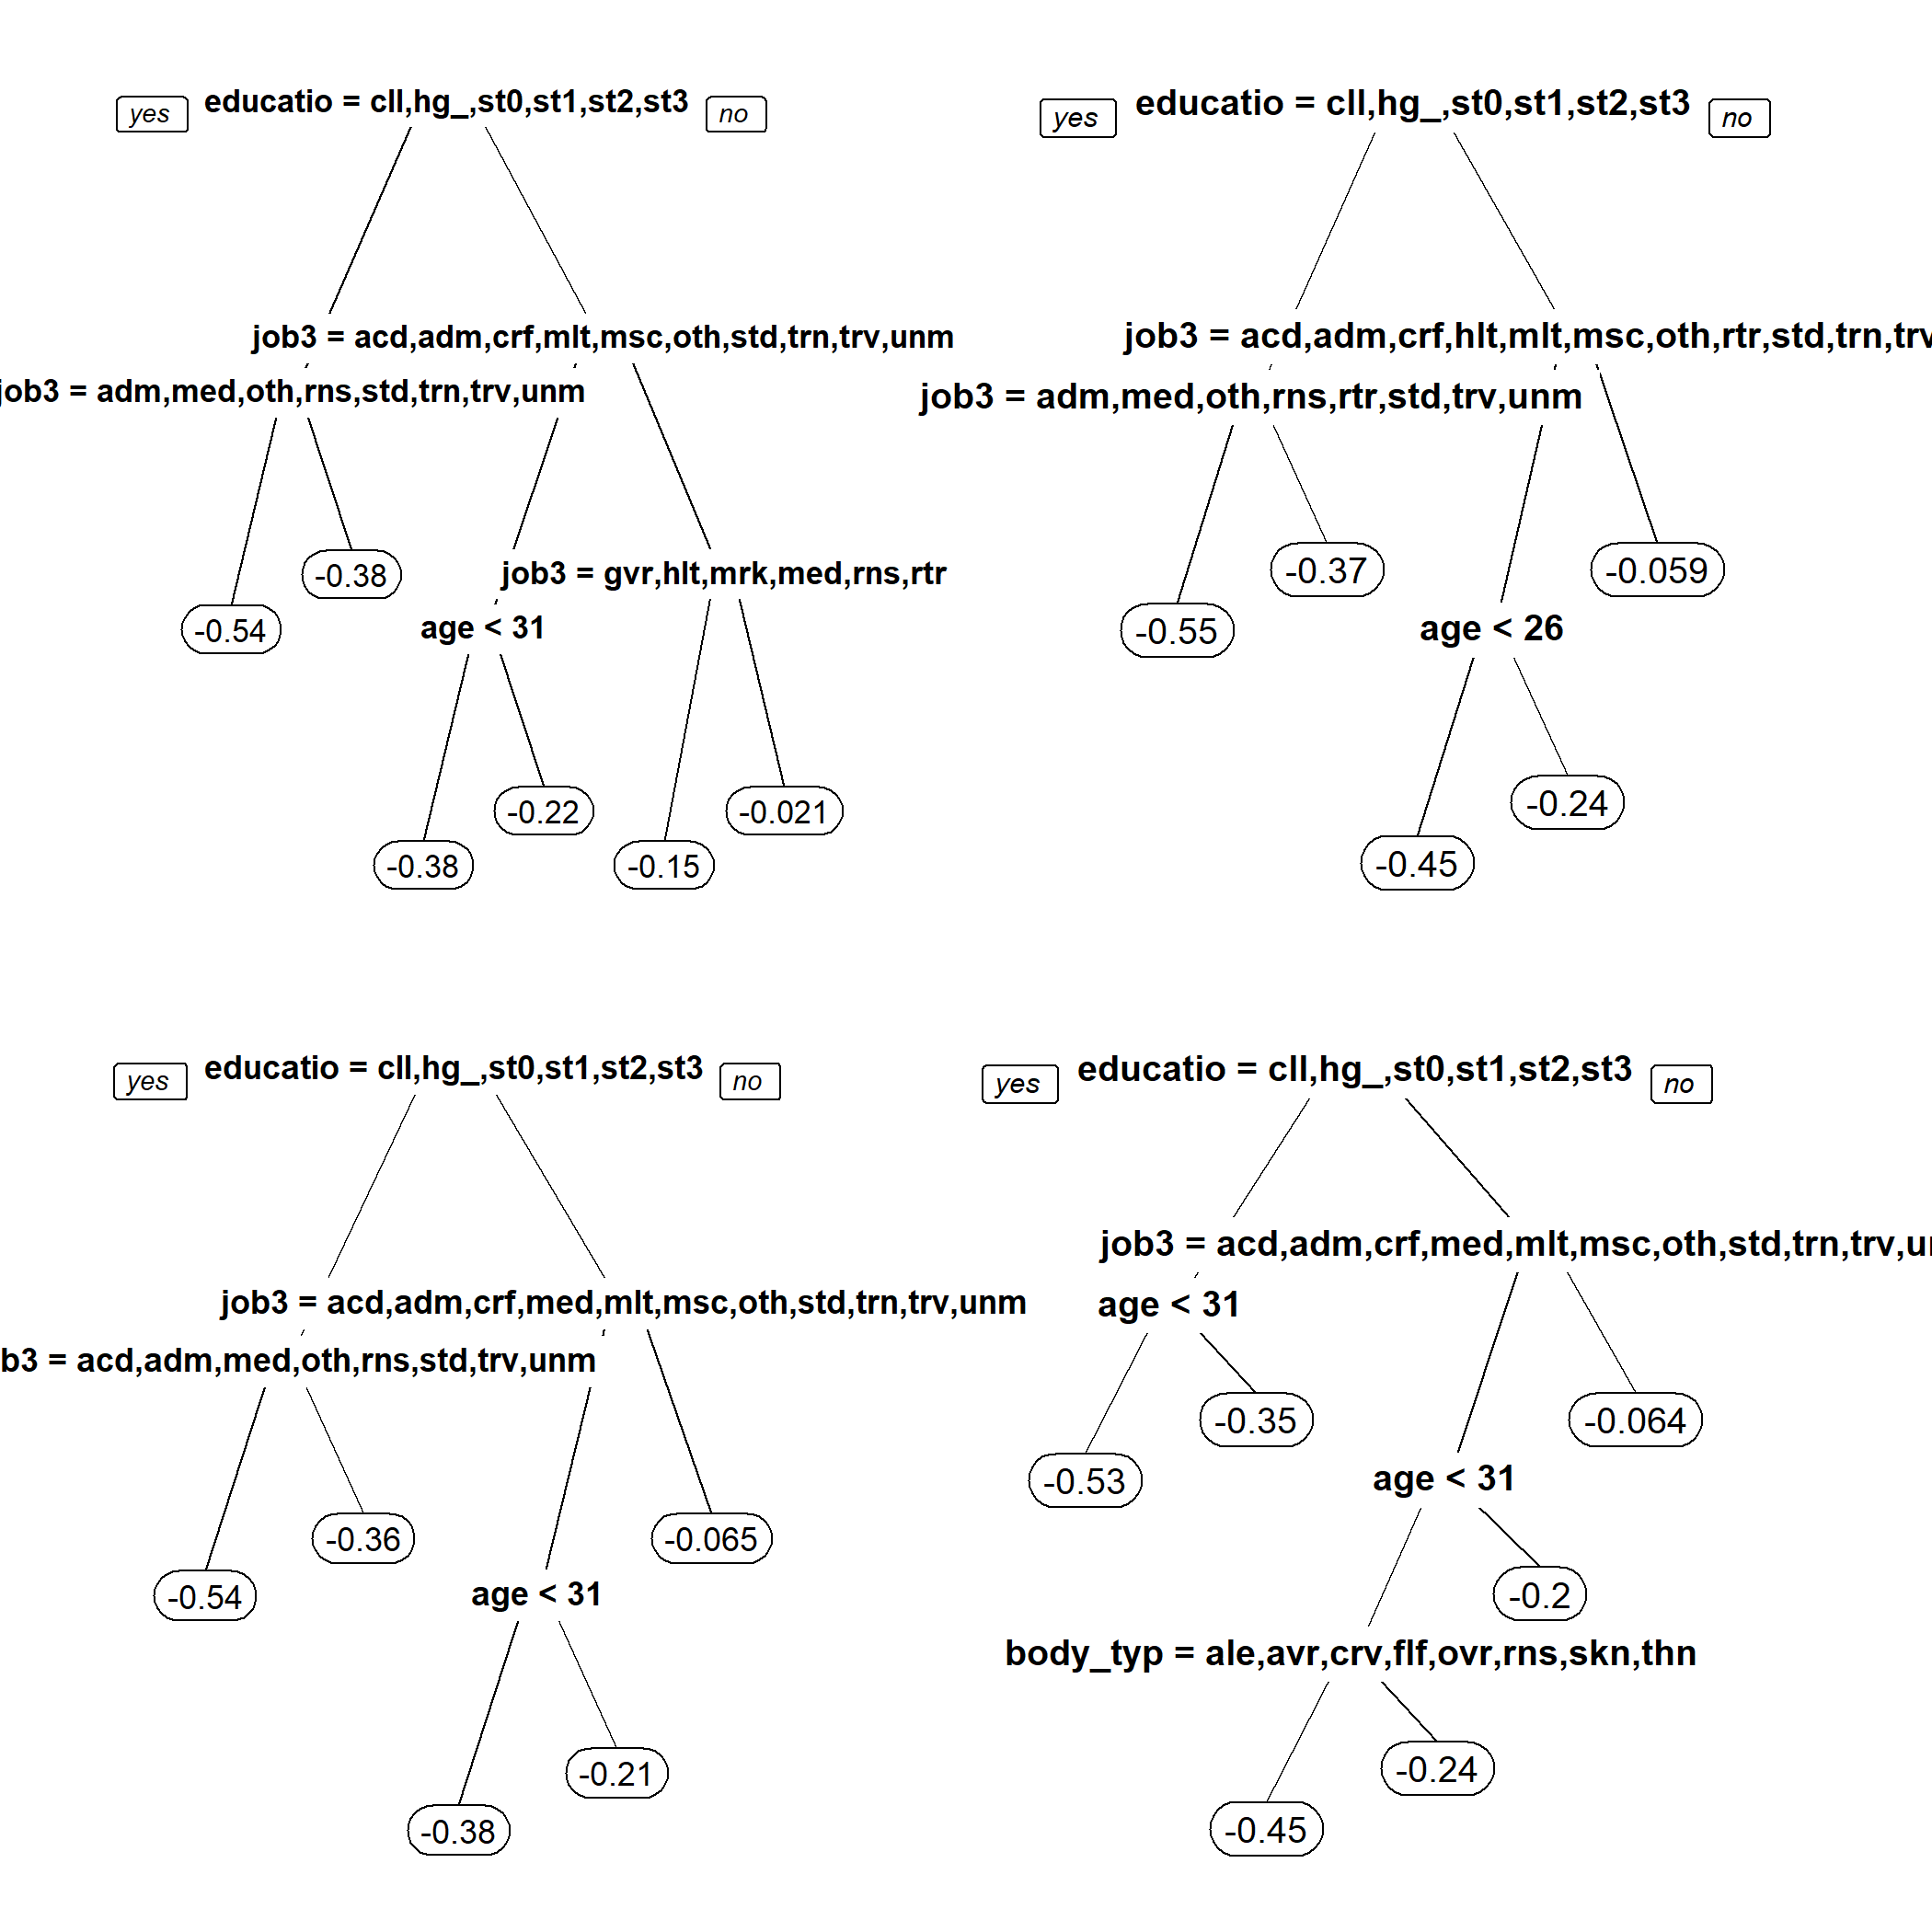 yes educatio = cll,hg_,st0,st1,st2,st3 no
job3 = acd,adm,crf,mlt,msc,oth,std,trn,trv,unm
job3 = adm,med,oth,rns,std,trn,trv,unm
-0.38
job3 = gvr,hlt,mrk,med,rns,rtr
-0.54
age < 31
-0.22
-0.021
-0.38
-0.15
yes educatio = cll,hg_,st0,st1,st2,st3 no
job3 = acd,adm,crf,hlt,mlt,msc,oth,rtr,std,trn,trv
job3 = adm,med,oth,rns,rtr,std,trv,unm
-0.37
-0.059
-0.55
age < 26
-0.24
-0.45
yes educatio = cll,hg_,st0,st1,st2,st3 no
job3 = acd,adm,crf,med,mlt,msc,oth,std,trn,trv,unm
b3 = acd,adm,med,oth,rns,std,trv,unm
-0.36
-0.065
-0.54
age < 31
-0.21
-0.38
yes educatio = cll,hg_,st0,st1,st2,st3 no
job3 = acd,adm,crf,med,mlt,msc,oth,std,trn,trv,u
age < 31
-0.35
-0.064
-0.53
age < 31
-0.2
body_typ = ale,avr,crv,flf,ovr,rns,skn,thn
-0.24
-0.45